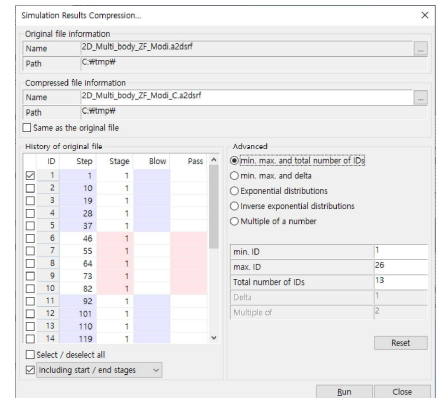 Simulation Results Compression...
Original file information
Name 2D_Multi_body_ZF_Modi.a2dsrf ...
Path C:₩tmp₩
Compressed file information
Name 2D_Multi_body_ZF_Modi_C.a2dsrf ...
Path C:₩tmp₩
Same as the original file
History of original file
ID Step Stage Blow Pass
1 1 1
2 10 1
3 19 1
4 28 1
5 37 1
6 46 1
7 55 1
8 64 1
9 73 1
10 82 1
11 92 1
12 101 1
13 110 1
14 119 1
Select / deselect all
Including start / end stages
Advanced
min. max. and total number of IDs
min. max. and delta
Exponential distributions
Inverse exponential distributions
Multiple of a number
min. ID 1
max. ID 26
Total number of IDs 13
Delta 1
Multiple of 2
Reset
Run Close